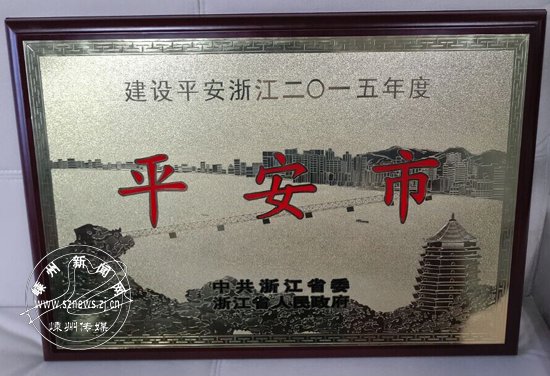 建设平安浙江二〇一五年度
平安市
中共浙江省委
浙江省人民政府
嵊州新闻网
www.sznews.zj.cn
嵊州传媒